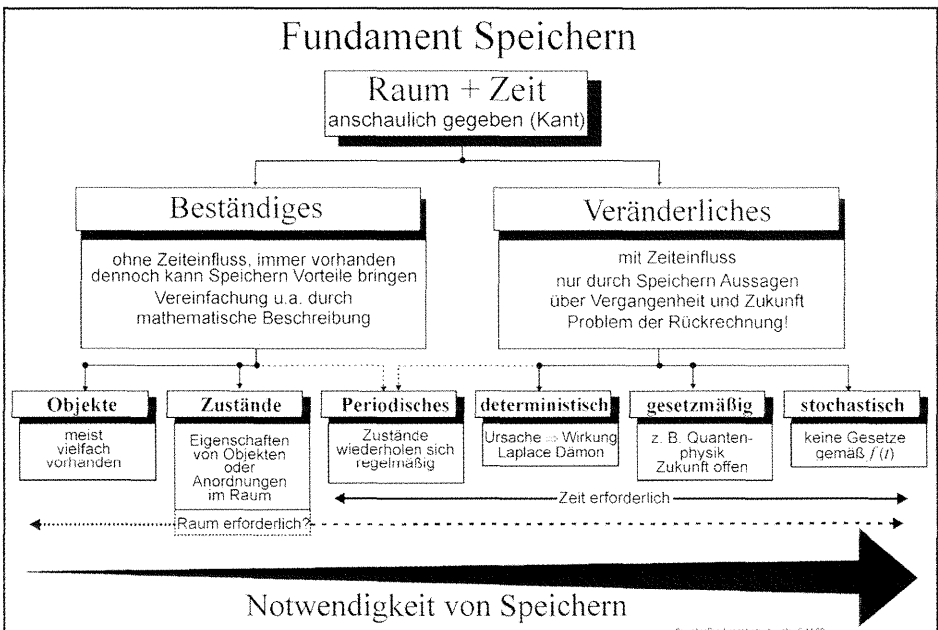 Fundament Speichern
Raum + Zeit
anschaulich gegeben (Kant)
Beständiges
ohne Zeiteinfluss, immer vorhanden
dennoch kann Speichern Vorteile bringen
Vereinfachung u.a. durch
mathematische Beschreibung
Veränderliches
mit Zeiteinfluss
nur durch Speichern Aussagen
über Vergangenheit und Zukunft
Problem der Rückrechnung!
Objekte
meist
vielfach
vorhanden
Zustände
Eigenschaften
von Objekten
oder
Anordnungen
im Raum
Periodisches
Zustände
wiederholen sich
regelmäßig
deterministisch
Ursache ⇒ Wirkung
Laplace Dämon
gesetzmäßig
z. B. Quanten-
physik
Zukunft offen
stochastisch
keine Gesetze
gemäß f (t)
Zeit erforderlich
Raum erforderlich?
Notwendigkeit von Speichern